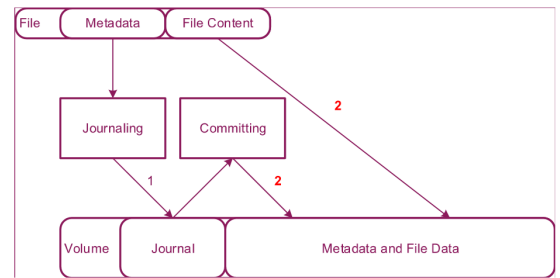 File
Metadata
File Content
2
Journaling
Committing
1
2
Volume
Journal
Metadata and File Data